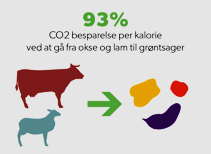 93%
CO2 besparelse per kalorie
ved at gå fra okse og lam til grøntsager